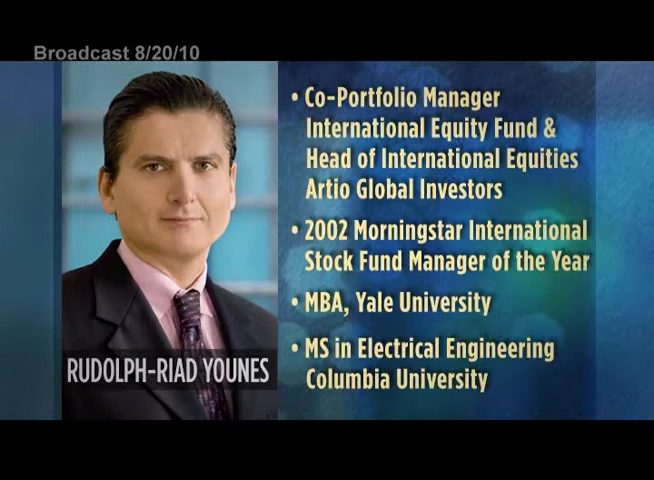 Broadcast 8/20/10
• Co-Portfolio Manager
International Equity Fund &
Head of International Equities
Artio Global Investors
• 2002 Morningstar International
Stock Fund Manager of the Year
• MBA, Yale University
• MS in Electrical Engineering
Columbia University
RUDOLPH-RIAD YOUNES